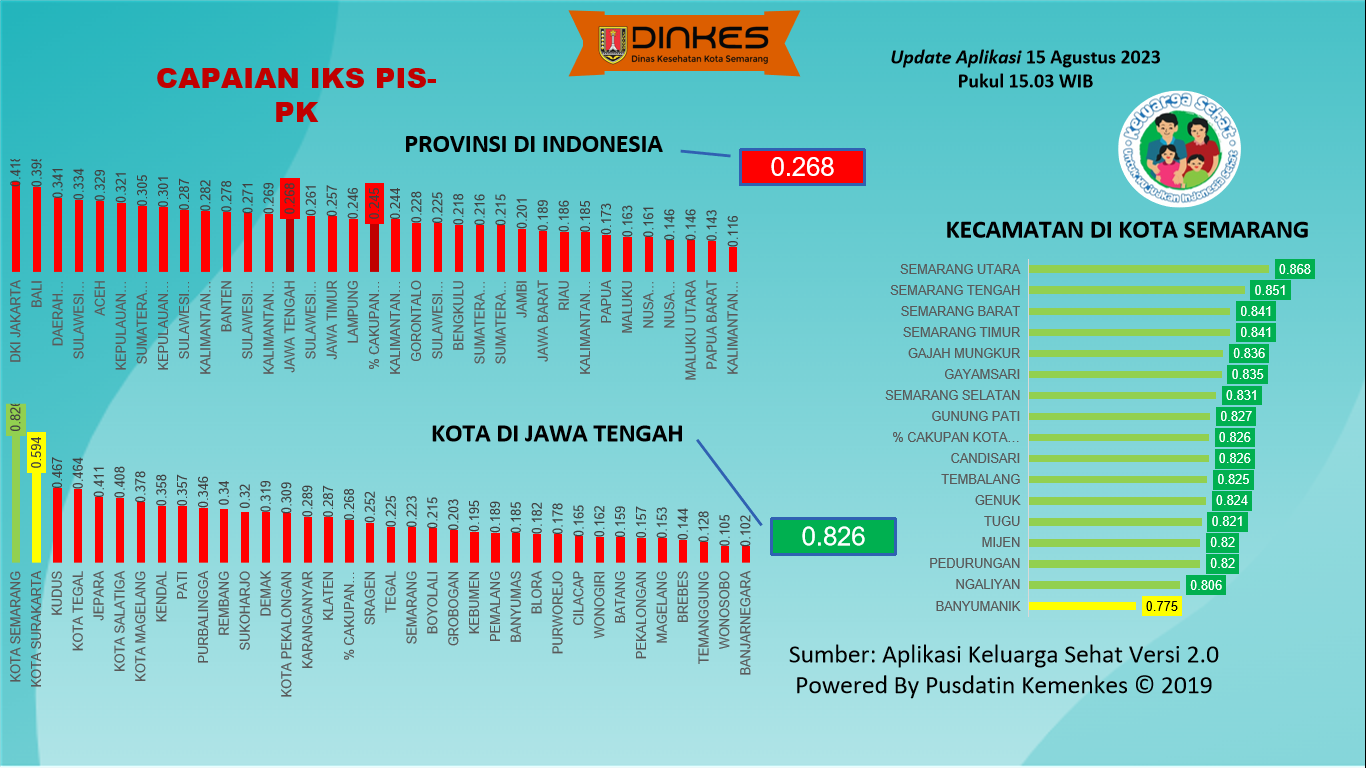 DINKES
Dinas Kesehatan Kota Semarang
Update Aplikasi 15 Agustus 2023
Pukul 15.03 WIB
CAPAIAN IKS PIS-
PK
Keluarga Sehat
Untuk Wujudkan Indonesia Sehat
PROVINSI DI INDONESIA
0.268
0.418
0.395
0.341
0.334
0.329
0.321
0.305
0.301
0.287
0.282
0.278
0.271
0.269
0.268
0.261
0.257
0.246
0.245
0.244
0.228
0.225
0.218
0.216
0.215
0.201
0.189
0.186
0.185
0.173
0.163
0.161
0.146
0.146
0.143
0.116
DKI JAKARTA
BALI
DAERAH…
SULAWESI…
ACEH
KEPULAUAN…
SUMATERA…
KEPULAUAN…
SULAWESI…
KALIMANTAN…
BANTEN
SULAWESI…
KALIMANTAN…
JAWA TENGAH
SULAWESI…
JAWA TIMUR
LAMPUNG
% CAKUPAN…
KALIMANTAN…
GORONTALO
SULAWESI…
BENGKULU
SUMATERA…
SUMATERA…
JAMBI
JAWA BARAT
RIAU
KALIMANTAN…
PAPUA
MALUKU
NUSA…
NUSA…
MALUKU UTARA
PAPUA BARAT
KALIMANTAN…
KOTA DI JAWA TENGAH
0.826
0.826
0.594
0.467
0.464
0.411
0.408
0.378
0.358
0.357
0.346
0.34
0.32
0.319
0.309
0.289
0.287
0.268
0.252
0.225
0.223
0.215
0.203
0.195
0.189
0.185
0.182
0.178
0.165
0.162
0.159
0.157
0.153
0.144
0.128
0.105
0.102
KOTA SEMARANG
KOTA SURAKARTA
KUDUS
KOTA TEGAL
JEPARA
KOTA SALATIGA
KOTA MAGELANG
KENDAL
PATI
PURBALINGGA
REMBANG
SUKOHARJO
DEMAK
KOTA PEKALONGAN
KARANGANYAR
KLATEN
% CAKUPAN…
SRAGEN
TEGAL
SEMARANG
BOYOLALI
GROBOGAN
KEBUMEN
PEMALANG
BANYUMAS
BLORA
PURWOREJO
CILACAP
WONOGIRI
BATANG
PEKALONGAN
MAGELANG
BREBES
TEMANGGUNG
WONOSOBO
BANJARNEGARA
KECAMATAN DI KOTA SEMARANG
SEMARANG UTARA 0.868
SEMARANG TENGAH 0.851
SEMARANG BARAT 0.841
SEMARANG TIMUR 0.841
GAJAH MUNGKUR 0.836
GAYAMSARI 0.835
SEMARANG SELATAN 0.831
GUNUNG PATI 0.827
% CAKUPAN KOTA… 0.826
CANDISARI 0.826
TEMBALANG 0.825
GENUK 0.824
TUGU 0.821
MIJEN 0.82
PEDURUNGAN 0.82
NGALIYAN 0.806
BANYUMANIK 0.775
Sumber: Aplikasi Keluarga Sehat Versi 2.0
Powered By Pusdatin Kemenkes © 2019